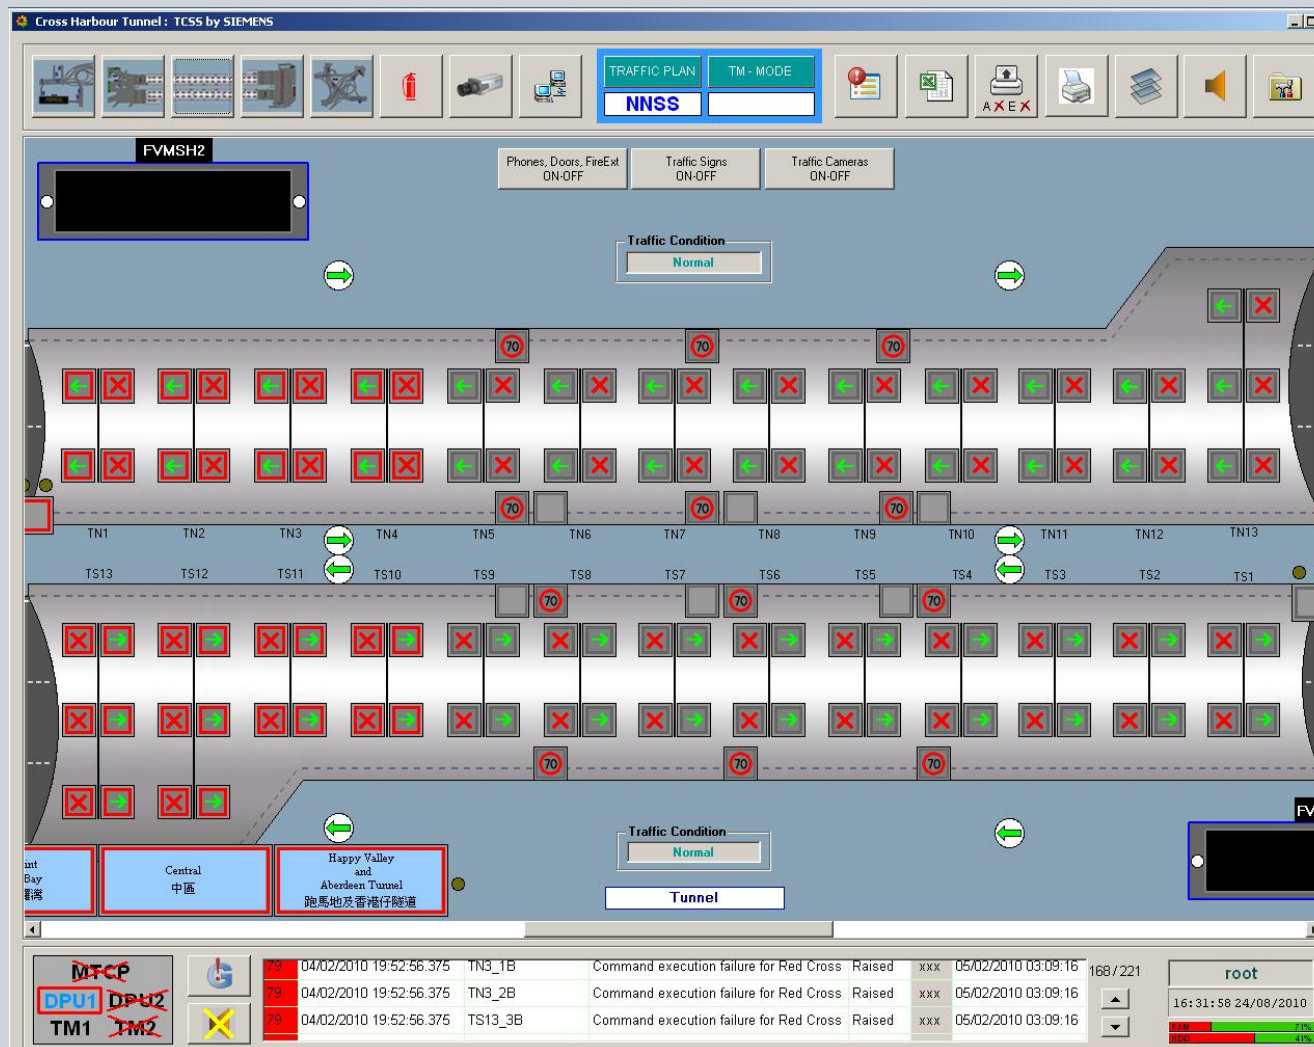 Cross Harbour Tunnel : TCSS by SIEMENS
TRAFFIC PLAN
TM - MODE
NNSS
A X E X
FVMSH2
Phones, Doors, FireExt
ON-OFF
Traffic Signs
ON-OFF
Traffic Cameras
ON-OFF
Traffic Condition
Normal
70 70 70
70 70 70
TN1 TN2 TN3 TN4 TN5 TN6 TN7 TN8 TN9 TN10 TN11 TN12 TN13
TS13 TS12 TS11 TS10 TS9 TS8 TS7 TS6 TS5 TS4 TS3 TS2 TS1
70 70 70
70 70 70
FV
Traffic Condition
Normal
Tunnel
int
Bay
灣
Central
中區
Happy Valley
and
Aberdeen Tunnel
跑馬地及香港仔隧道
MTCP
DPU1 DPU2
TM1 TM2
79 04/02/2010 19:52:56.375 TN3_1B Command execution failure for Red Cross Raised xxx 05/02/2010 03:09:16
79 04/02/2010 19:52:56.375 TN3_2B Command execution failure for Red Cross Raised xxx 05/02/2010 03:09:16
79 04/02/2010 19:52:56.375 TS13_3B Command execution failure for Red Cross Raised xxx 05/02/2010 03:09:16
168 / 221
root
16:31:58 24/08/2010
RAM 71%
HDD 41%